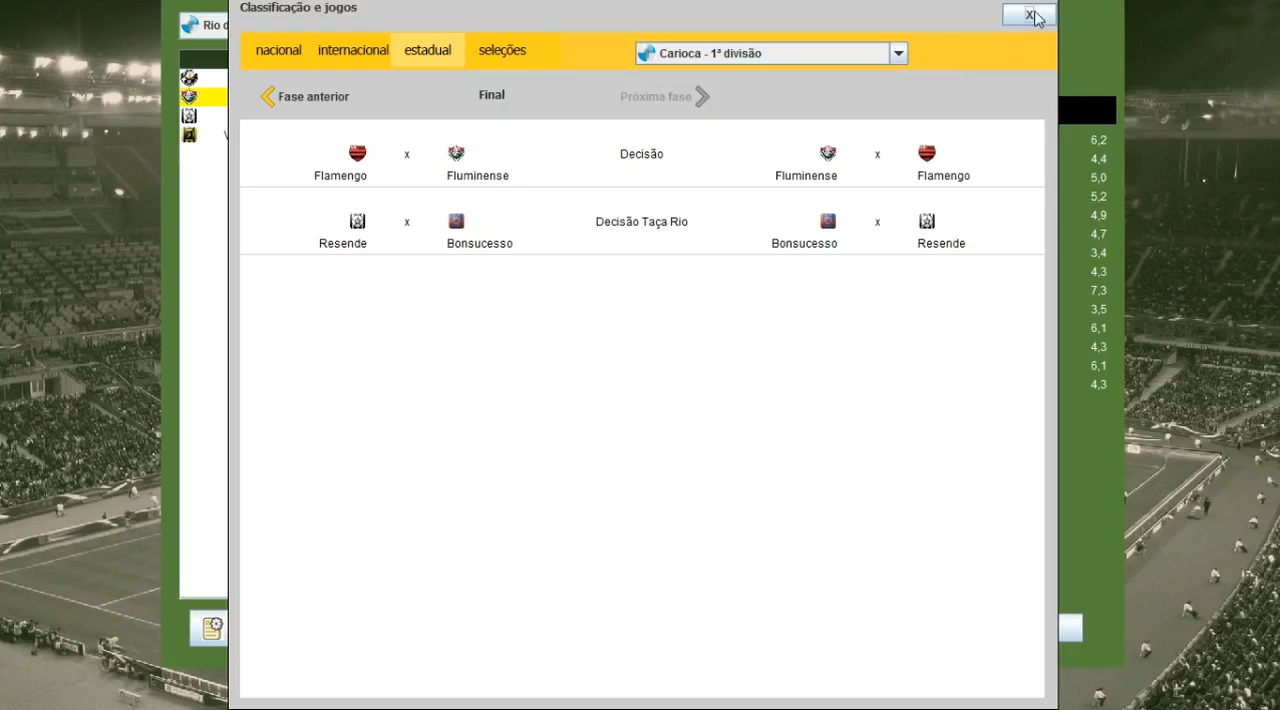 Classificação e jogos
X
Rio d
nacional internacional estadual seleções
Carioca - 1ª divisão
Fase anterior
Final
Próxima fase
Flamengo x Fluminense
Decisão
Fluminense x Flamengo
Resende x Bonsucesso
Decisão Taça Rio
Bonsucesso x Resende
6,2
4,4
5,0
5,2
4,9
4,7
3,4
4,3
7,3
3,5
6,1
4,3
6,1
4,3